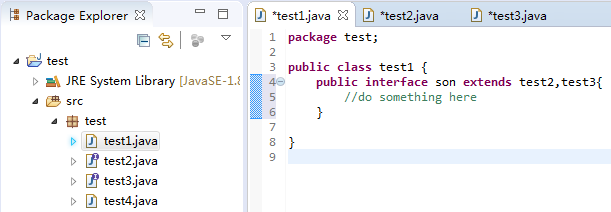 Package Explorer
test
JRE System Library [JavaSE-1.8
src
test
test1.java
test2.java
test3.java
test4.java
*test1.java
*test2.java
*test3.java
1 package test;
2
3 public class test1 {
4 public interface son extends test2,test3{
5 //do something here
6 }
7
8 }
9